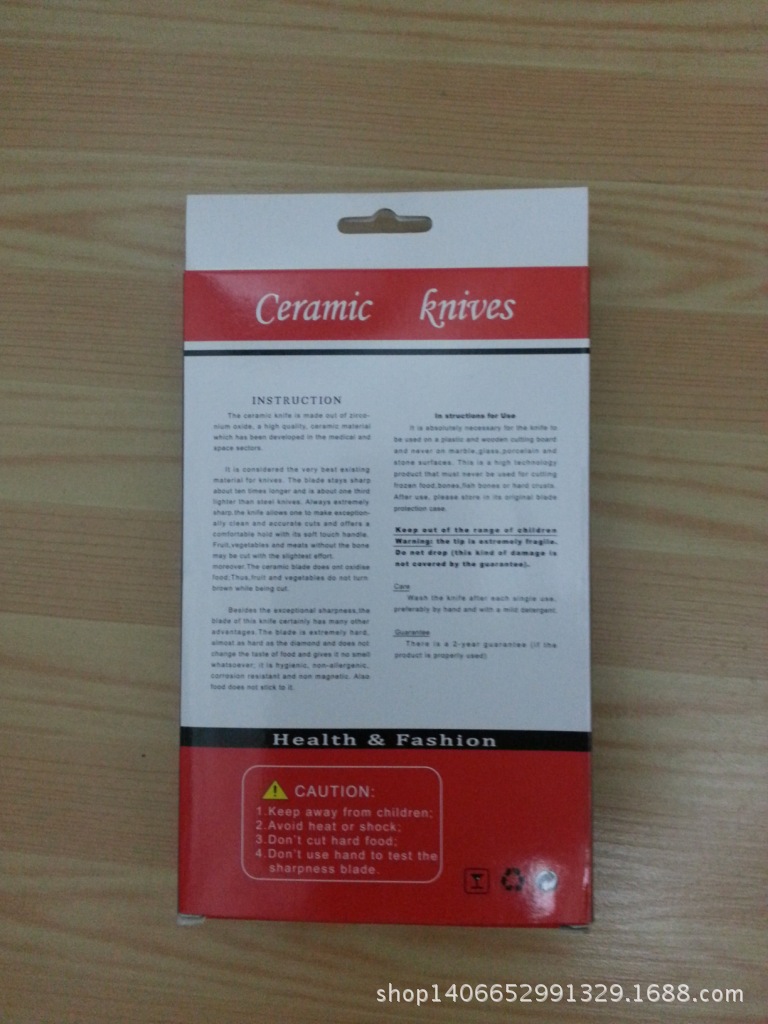 Ceramic knives
INSTRUCTION
The ceramic knife is made out of zirco-
nium oxide, a high quality, ceramic material
which has been developed in the medical and
space sectors.
It is considered the very best existing
material for knives. The blade stays sharp
about ten times longer and is about one third
lighter than steel knives. Always extremely
sharp,the knife allows one to make exception-
ally clean and accurate cuts and offers a
comfortable hold with its soft touch handle.
Fruit,vegetables and meats without the bone
may be cut with the slightest effort.
moreover.The ceramic blade does ont oxidise
food;Thus,fruit and vegetables do not turn
brown while being cut.
Besides the exceptional sharpness,the
blade of this knife certainly has many other
advantages.The blade is extremely hard,
almost as hard as the diamond and does not
change the taste of food and gives it no smell
whatsoever; it is hygienic, non-allergenic,
corrosion resistant and non magnetic. Also
food does not stick to it.
In structions for Use
It is absolutely necessary for the knife to
be used on a plastic and wooden cutting board
and never on marble,glass,porcelain and
stone surfaces. This is a high technology
product that must never be used for cutting
frozen food,bones,fish bones or hard crusts.
After use, please store in its original blade
protection case.
Keep out of the range of children
Warning: the tip is extremely fragile.
Do not drop (this kind of damage is
not covered by the guarantee).
Care
Wash the knife after each single use,
preferably by hand and with a mild detergent.
Guarantee
There is a 2-year guarantee (if the
product is properly used)
Health & Fashion
CAUTION:
1.Keep away from children;
2.Avoid heat or shock;
3.Don't cut hard food;
4.Don't use hand to test the
sharpness blade.
shop1406652991329.1688.com